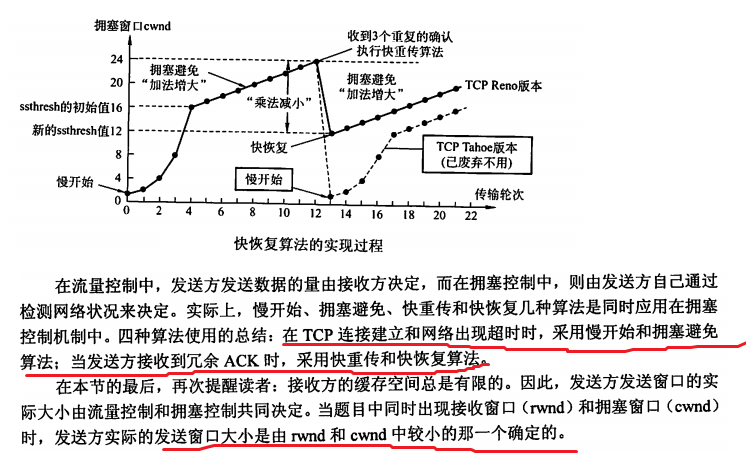 拥塞窗口cwnd
收到3个重复的确认
执行快重传算法
24
20
拥塞避免
“加法增大”
拥塞避免
“加法增大”
TCP Reno版本
ssthresh的初始值16
“乘法减小”
新的ssthresh值12
快恢复
TCP Tahoe版本
(已废弃不用)
8
4
慢开始
慢开始
传输轮次
0
0 2 4 6 8 10 12 14 16 18 20 22
快恢复算法的实现过程
在流量控制中，发送方发送数据的量由接收方决定，而在拥塞控制中，则由发送方自己通过
检测网络状况来决定。实际上，慢开始、拥塞避免、快重传和快恢复几种算法是同时应用在拥塞
控制机制中。四种算法使用的总结：在 TCP 连接建立和网络出现超时时，采用慢开始和拥塞避免
算法；当发送方接收到冗余 ACK 时，采用快重传和快恢复算法。
在本节的最后，再次提醒读者：接收方的缓存空间总是有限的。因此，发送方发送窗口的实
际大小由流量控制和拥塞控制共同决定。当题目中同时出现接收窗口（rwnd）和拥塞窗口（cwnd）
时，发送方实际的发送窗口大小是由 rwnd 和 cwnd 中较小的那一个确定的。